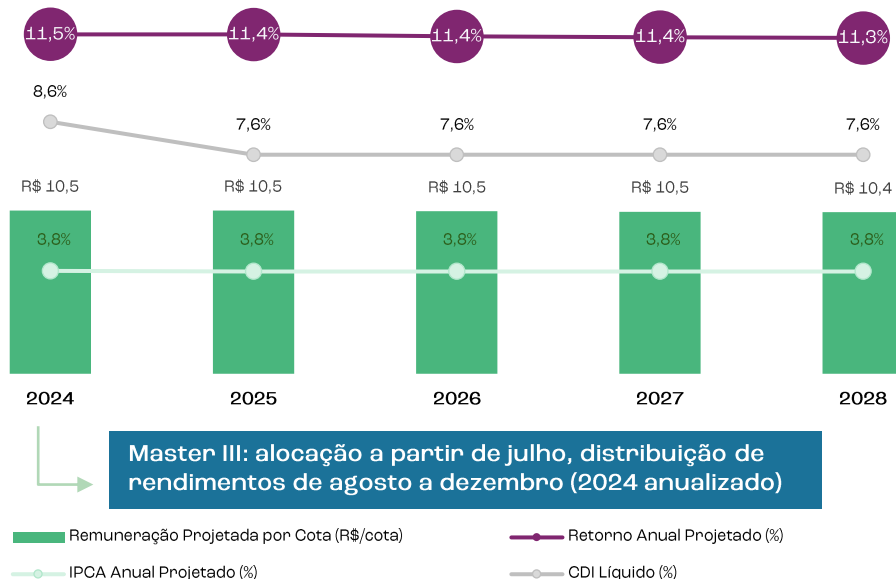 11,5% 11,4% 11,4% 11,4% 11,3%
8,6%
7,6% 7,6% 7,6% 7,6%
R$ 10,5 R$ 10,5 R$ 10,5 R$ 10,5 R$ 10,4
3,8% 3,8% 3,8% 3,8% 3,8%
2024 2025 2026 2027 2028
Master III: alocação a partir de julho, distribuição de
rendimentos de agosto a dezembro (2024 anualizado)
Remuneração Projetada por Cota (R$/cota) Retorno Anual Projetado (%)
IPCA Anual Projetado (%) CDI Líquido (%)